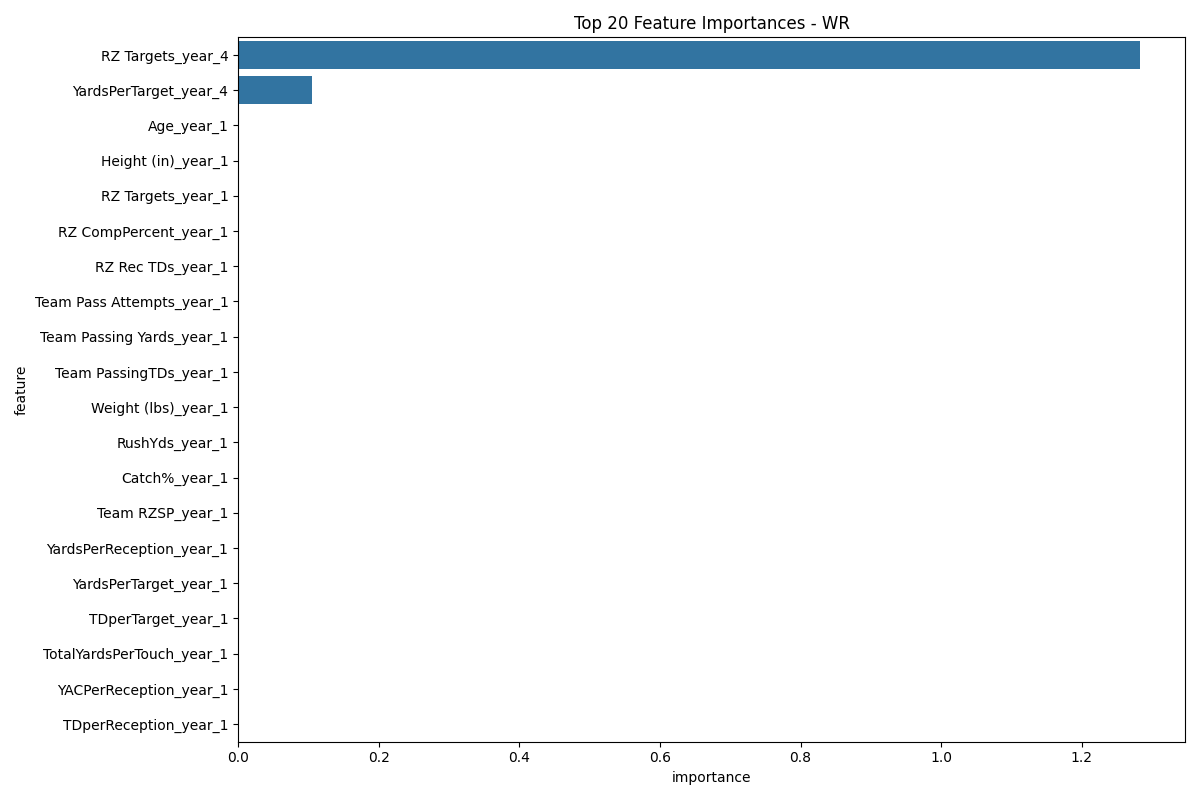 Top 20 Feature Importances - WR
feature
RZ Targets_year_4
YardsPerTarget_year_4
Age_year_1
Height (in)_year_1
RZ Targets_year_1
RZ CompPercent_year_1
RZ Rec TDs_year_1
Team Pass Attempts_year_1
Team Passing Yards_year_1
Team PassingTDs_year_1
Weight (lbs)_year_1
RushYds_year_1
Catch%_year_1
Team RZSP_year_1
YardsPerReception_year_1
YardsPerTarget_year_1
TDperTarget_year_1
TotalYardsPerTouch_year_1
YACPerReception_year_1
TDperReception_year_1
0.0 0.2 0.4 0.6 0.8 1.0 1.2
importance